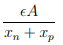 ϵA
x_n + x_p